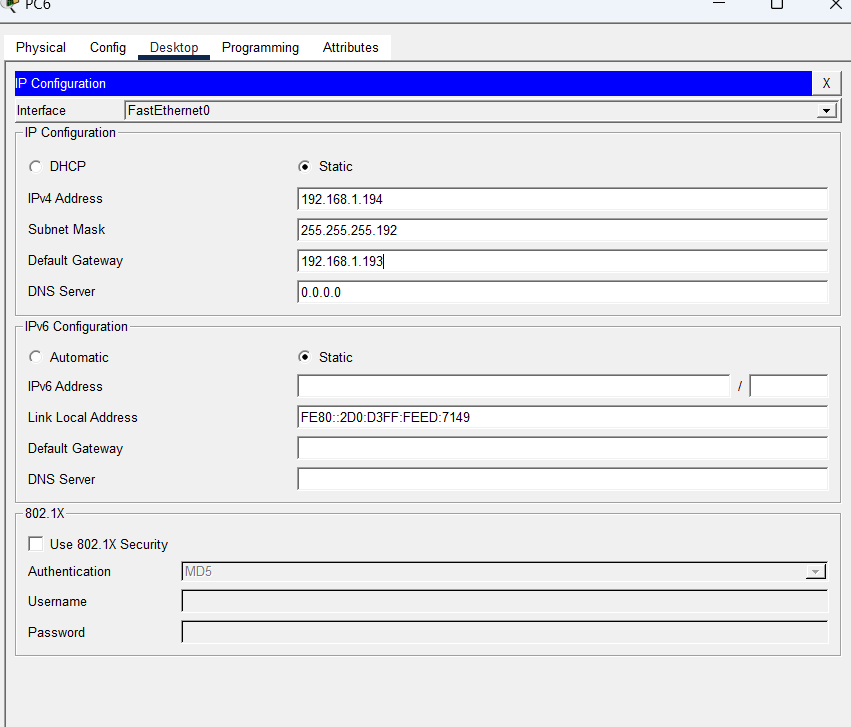 PC6
Physical Config Desktop Programming Attributes
IP Configuration X
Interface FastEthernet0
IP Configuration
DHCP Static
IPv4 Address 192.168.1.194
Subnet Mask 255.255.255.192
Default Gateway 192.168.1.193
DNS Server 0.0.0.0
IPv6 Configuration
Automatic Static
IPv6 Address /
Link Local Address FE80::2D0:D3FF:FEED:7149
Default Gateway
DNS Server
802.1X
Use 802.1X Security
Authentication MD5
Username
Password